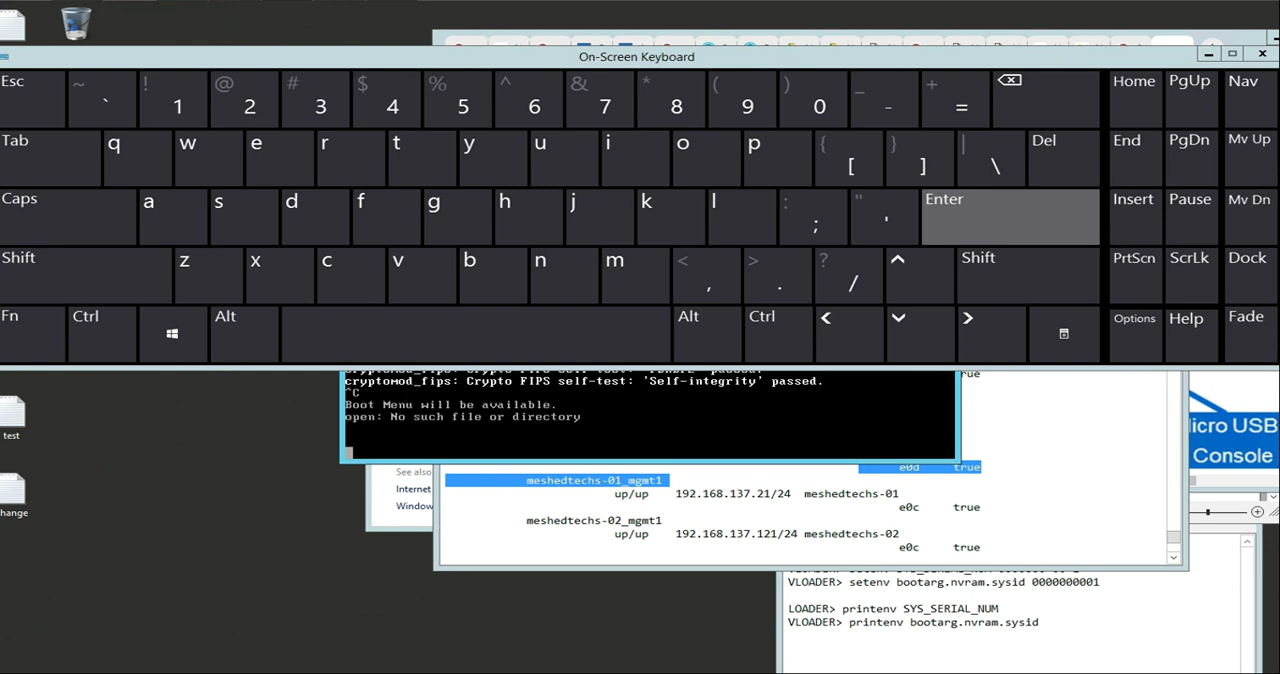 On-Screen Keyboard
Esc ~ ` ! 1 @ 2 # 3 $ 4 % 5 ^ 6 & 7 * 8 ( 9 ) 0 _ - + = Home PgUp Nav
Tab q w e r t y u i o p { [ } ] | \ Del End PgDn Mv Up
Caps a s d f g h j k l : ; " ' Enter Insert Pause Mv Dn
Shift z x c v b n m < , > . ? / Shift PrtScn ScrLk Dock
Fn Ctrl Alt Alt Ctrl Options Help Fade
cryptomod_fips: Crypto FIPS self-test: 'Self-integrity' passed.
^C
Boot Menu will be available.
open: No such file or directory
true
e0d true
meshedtechs-01_mgmt1
up/up 192.168.137.21/24 meshedtechs-01
e0c true
meshedtechs-02_mgmt1
up/up 192.168.137.121/24 meshedtechs-02
e0c true
See also
Internet
Window
test
hange
icro USB
Console
VLOADER> setenv bootarg.nvram.sysid 0000000001
LOADER> printenv SYS_SERIAL_NUM
VLOADER> printenv bootarg.nvram.sysid